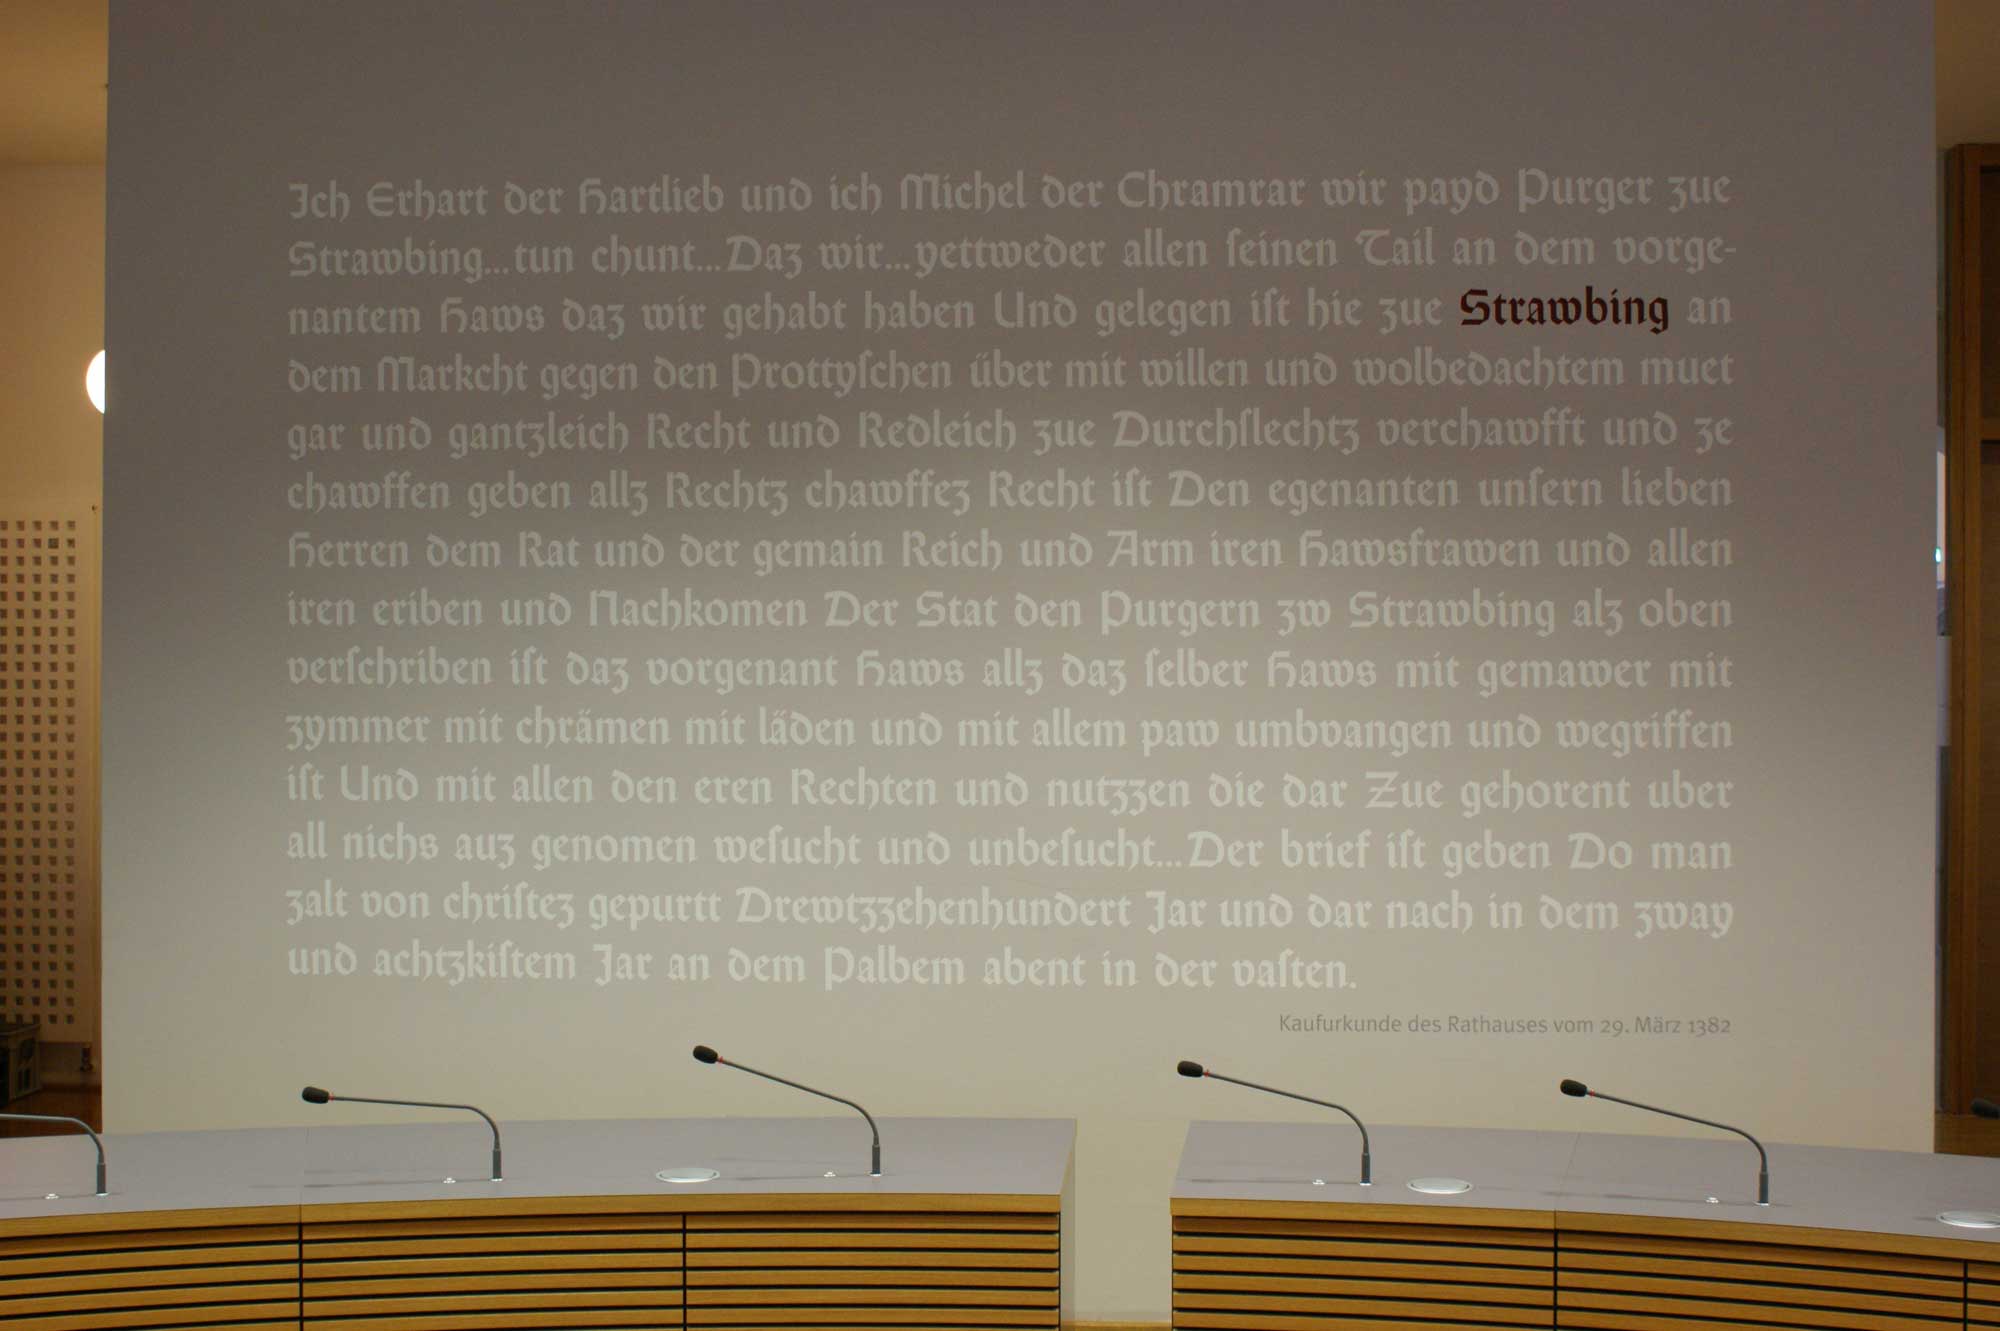 Ich Erhart der Hartlieb und ich Michel der Chramrar wir payd Purger zue
Strawbing...tun chunt...Daz wir...yettweder allen ſeinen Tail an dem vorge-
nantem Haws daz wir gehabt haben Und gelegen iſt hie zue Strawbing an
dem Markcht gegen den Prottyſchen über mit willen und wolbedachtem muet
gar und gantzleich Recht und Redleich zue Durchſlechtz verchawfft und ze
chawffen geben allz Rechtz chawffez Recht iſt Den egenanten unſern lieben
Herren dem Rat und der gemain Reich und Arm iren Hawsfrawen und allen
iren eriben und Nachkomen Der Stat den Purgern zw Strawbing alz oben
verſchriben iſt daz vorgenant Haws allz daz ſelber Haws mit gemawer mit
zymmer mit chrämen mit läden und mit allem paw umbvangen und wegriffen
iſt Und mit allen den eren Rechten und nutzzen die dar Zue gehorent uber
all nichs auz genomen weſucht und unbeſucht...Der brief iſt geben Do man
zalt von chriſtez gepurtt Drewtzzehenhundert Jar und dar nach in dem zway
und achtzkiſtem Jar an dem Palbem abent in der vaſten.
Kaufurkunde des Rathauses vom 29. März 1382